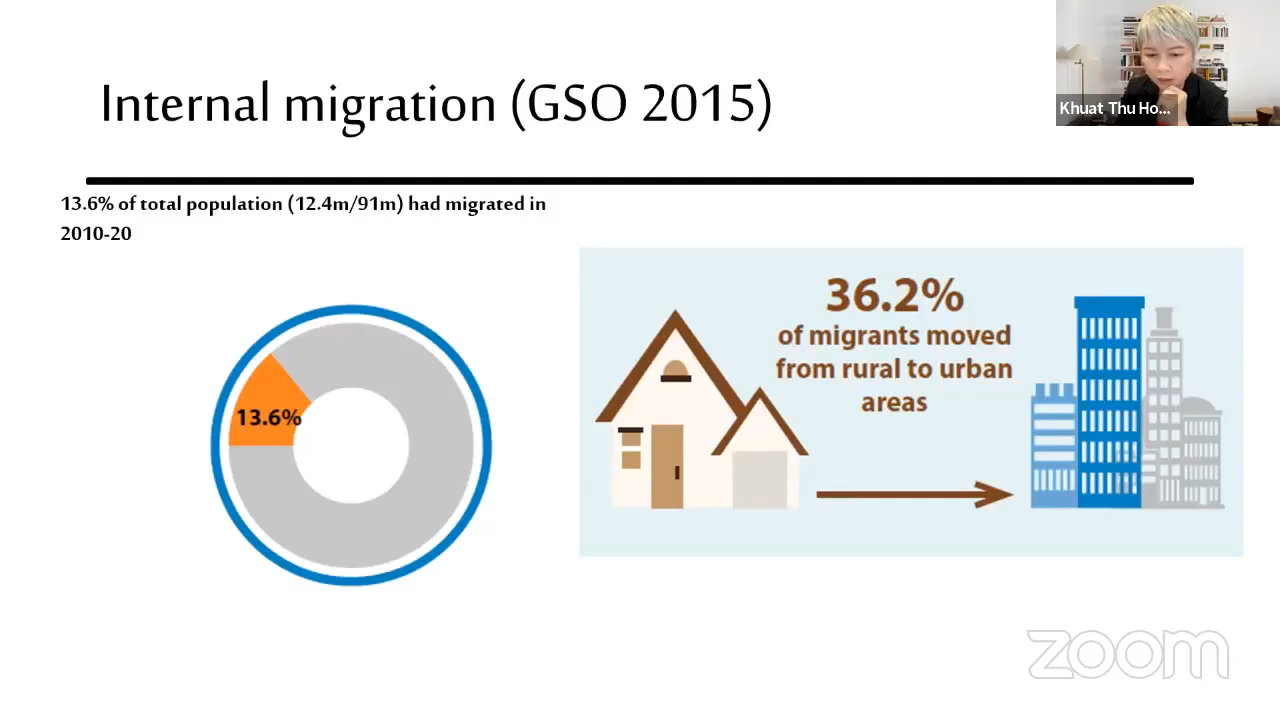 Internal migration (GSO 2015)
Khuat Thu Ho...
13.6% of total population (12.4m/91m) had migrated in
2010-20
36.2%
of migrants moved
from rural to urban
areas
13.6%
zoom